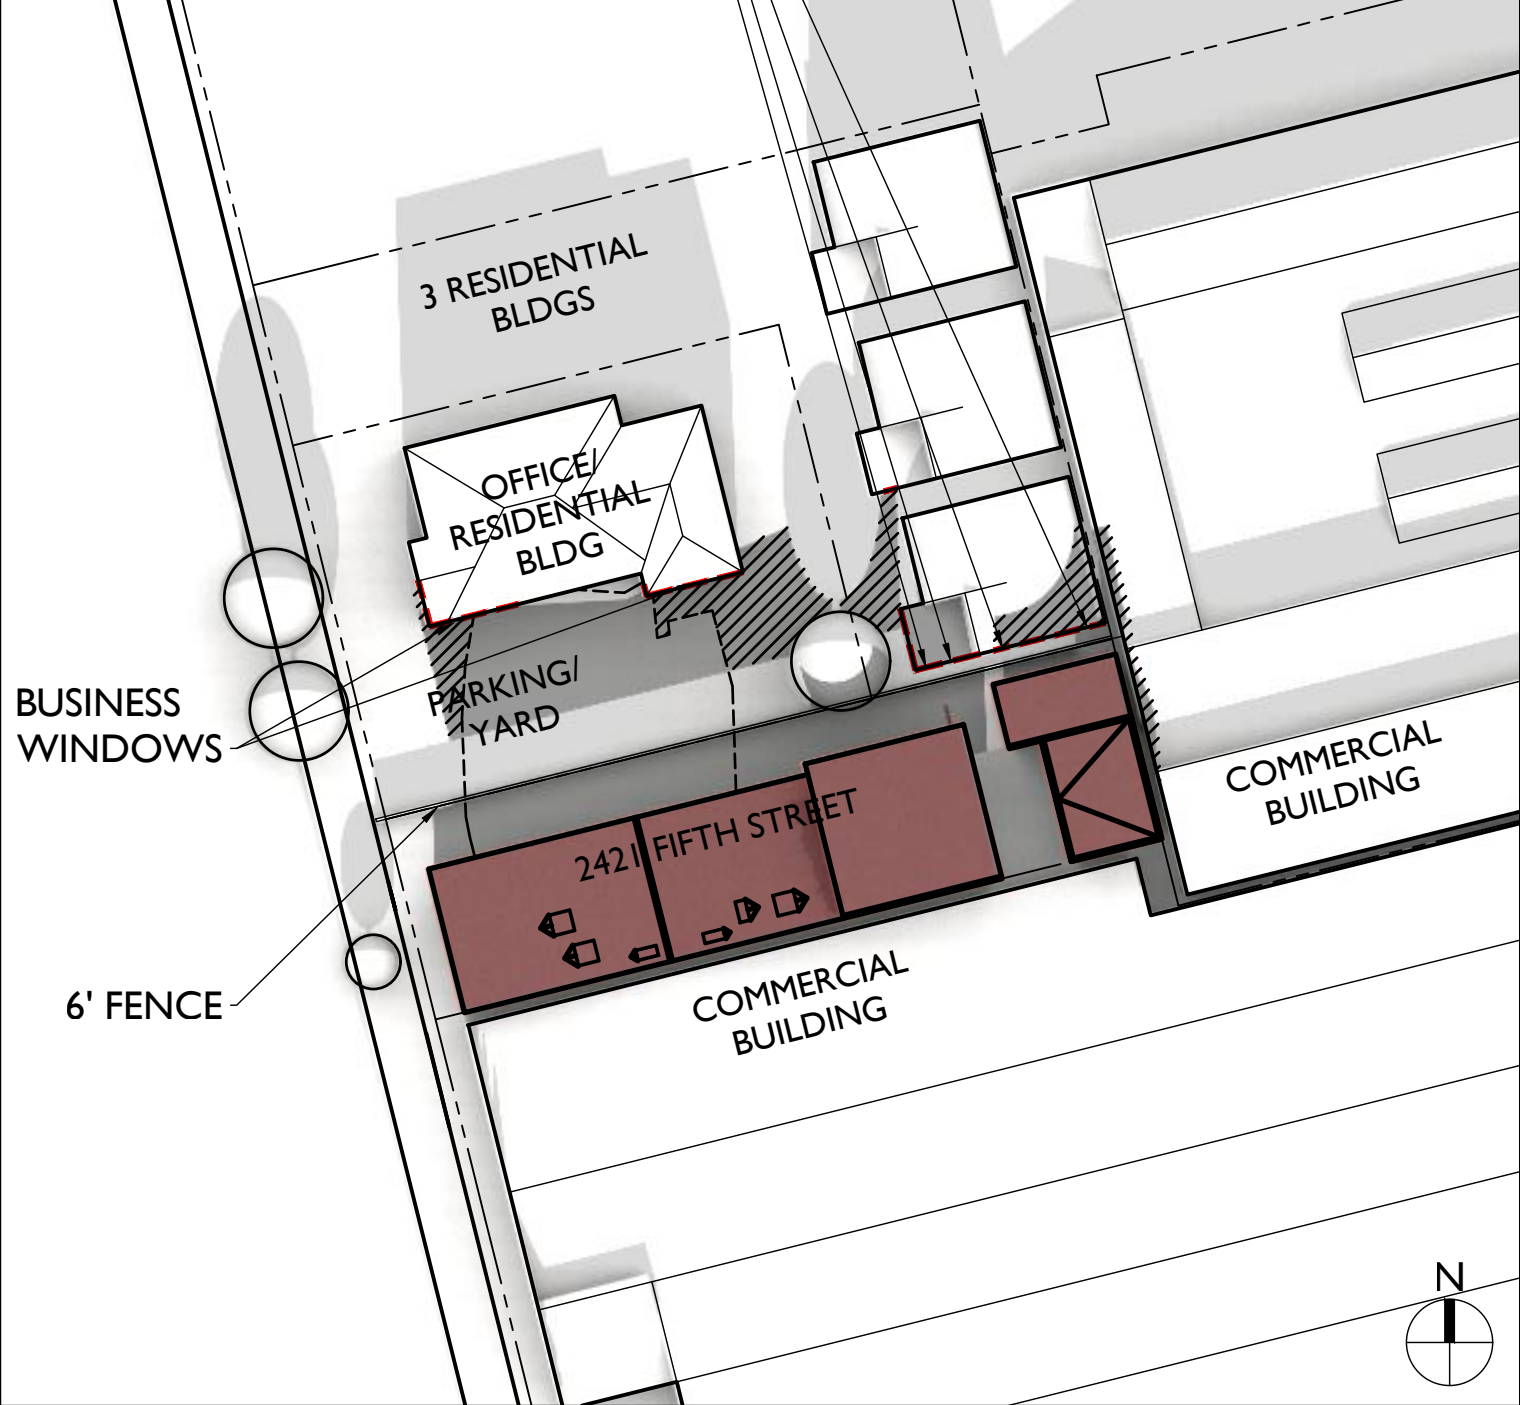 3 RESIDENTIAL
BLDGS
OFFICE/
RESIDENTIAL
BLDG
PARKING/
YARD
BUSINESS
WINDOWS
2421 FIFTH STREET
COMMERCIAL
BUILDING
6' FENCE
COMMERCIAL
BUILDING
N